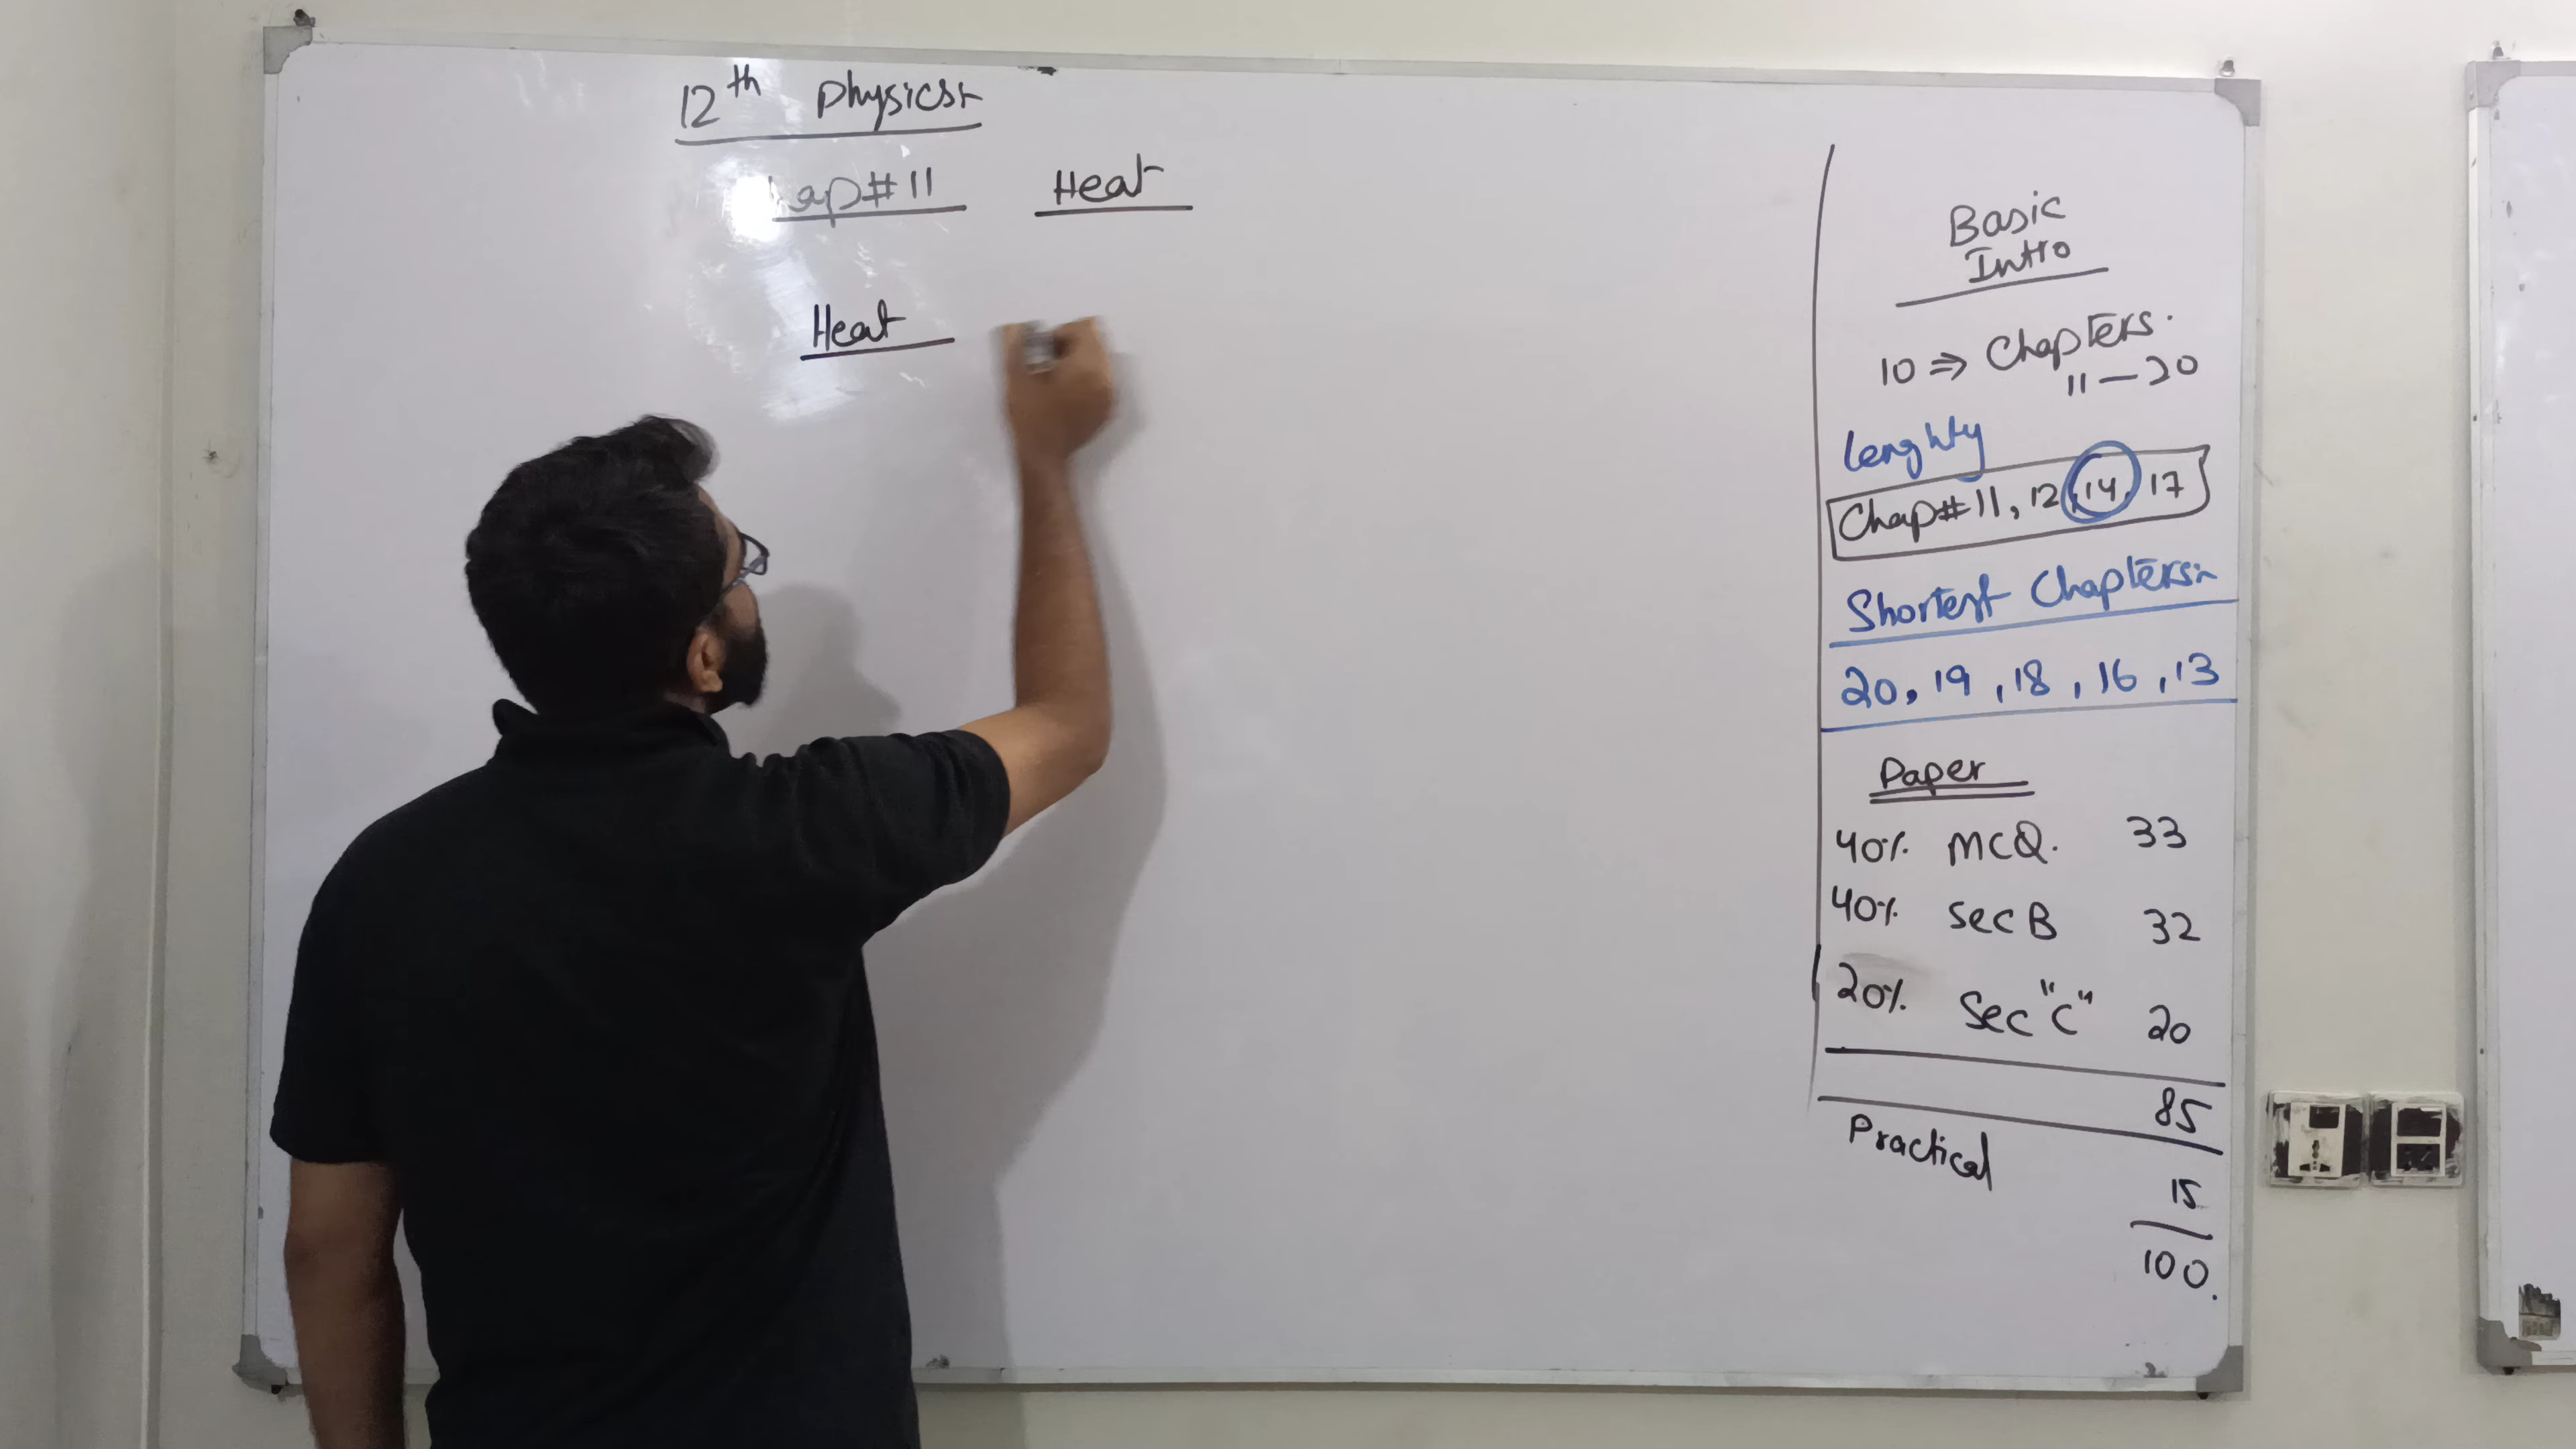 12th Physics:-
Chap#11 Heat
Heat
Basic
Intro
10 ⇒ Chapters.
11 — 20
lenghty
Chap#11, 12, 14, 17
Shortest Chapters:-
20, 19, 18, 16, 13
Paper
40% MCQ. 33
40% Sec B 32
20% Sec "C" 20
85
Practical
15
100.